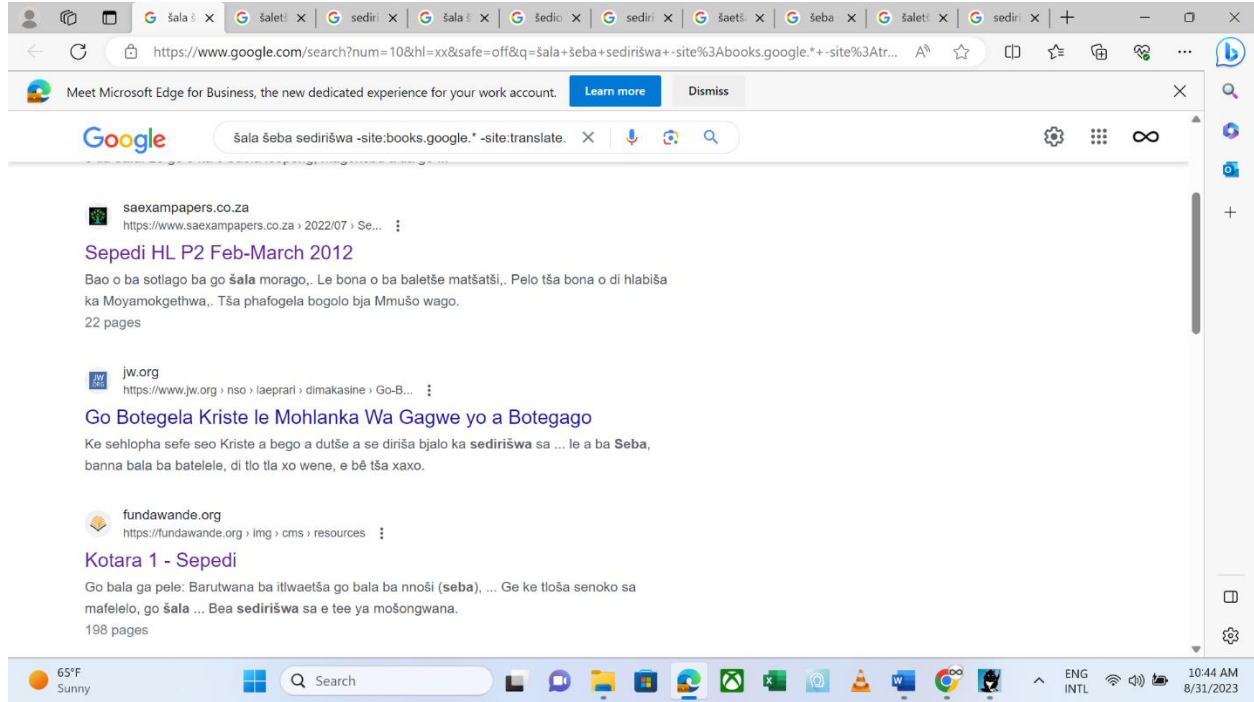 šala š
šaletš
sediri
šala š
šedio
sediri
šaetš
šeba
šaletš
sediri
https://www.google.com/search?num=10&hl=xx&safe=off&q=šala+šeba+sedirišwa+-site%3Abooks.google.*+-site%3Atr...
Meet Microsoft Edge for Business, the new dedicated experience for your work account. Learn more Dismiss
Google šala šeba sedirišwa -site:books.google.* -site:translate.
saexampapers.co.za
https://www.saexampapers.co.za › 2022/07 › Se...
Sepedi HL P2 Feb-March 2012
Bao o ba sotlago ba go šala morago,. Le bona o ba baletše matšatši,. Pelo tša bona o di hlabiša
ka Moyamokgethwa,. Tša phafogela bogolo bja Mmušo wago.
22 pages
JW.ORG
jw.org
https://www.jw.org › nso › laeprari › dimakasine › Go-B...
Go Botegela Kriste le Mohlanka Wa Gagwe yo a Botegago
Ke sehlopha sefe seo Kriste a bego a dutše a se diriša bjalo ka sedirišwa sa ... le a ba Seba,
banna bala ba batelele, di tlo tla xo wene, e bê tša xaxo.
fundawande.org
https://fundawande.org › img › cms › resources
Kotara 1 - Sepedi
Go bala ga pele: Barutwana ba itlwaetša go bala ba nnoši (seba), ... Ge ke tloša senoko sa
mafelelo, go šala ... Bea sedirišwa sa e tee ya mošongwana.
198 pages
65°F
Sunny
Search
ENG
INTL
10:44 AM
8/31/2023